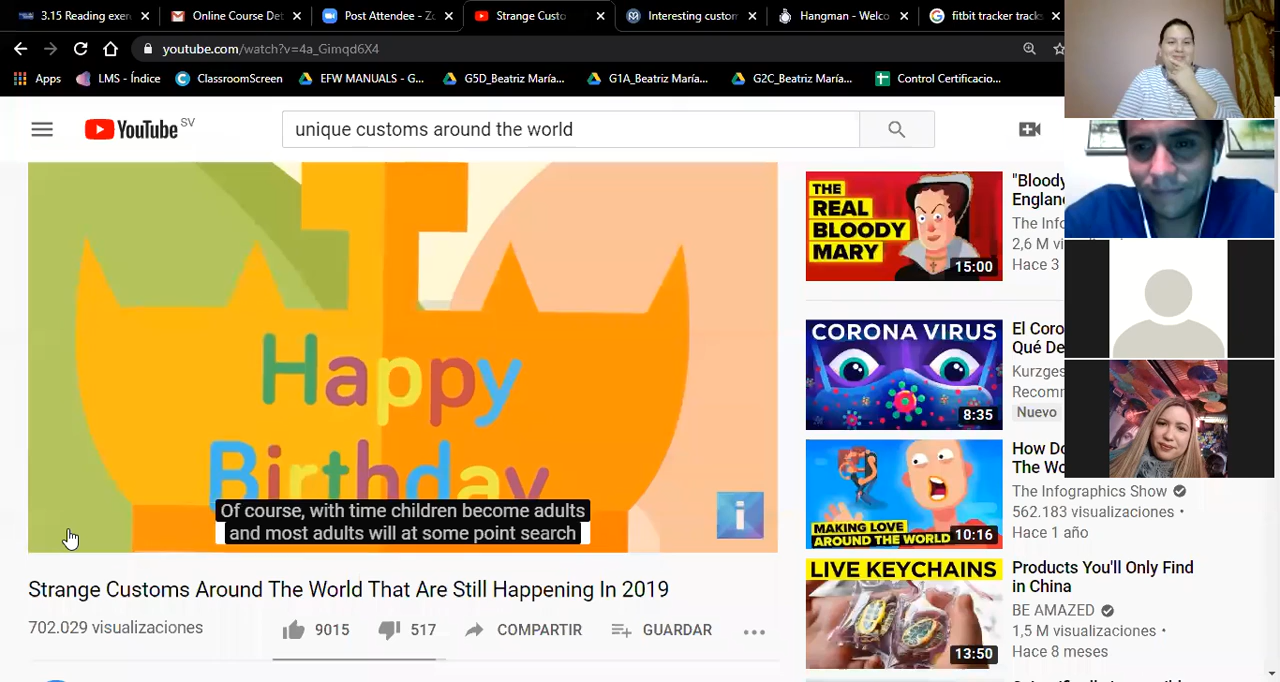 3.15 Reading exer
Online Course Det
Post Attendee - Zo
Strange Custo
Interesting custom
Hangman - Welco
fitbit tracker track
youtube.com/watch?v=4a_Gimqd6X4
Apps
LMS - Índice
ClassroomScreen
EFW MANUALS - G...
G5D_Beatriz María...
G1A_Beatriz María...
G2C_Beatriz María...
Control Certificacio...
YouTube SV
unique customs around the world
Happy
Birthday
Of course, with time children become adults
and most adults will at some point search
i
Strange Customs Around The World That Are Still Happening In 2019
702.029 visualizaciones
9015
517
COMPARTIR
GUARDAR
THE
REAL
BLOODY
MARY
15:00
"Bloody
England
The Info
2,6 M vi
Hace 3
CORONA VIRUS
8:35
El Coro
Qué De
Kurzges
Recomm
Nuevo
MAKING LOVE
AROUND THE WORLD
10:16
How Do
The Wo
The Infographics Show
562.183 visualizaciones •
Hace 1 año
LIVE KEYCHAINS
13:50
Products You'll Only Find
in China
BE AMAZED
1,5 M visualizaciones •
Hace 8 meses